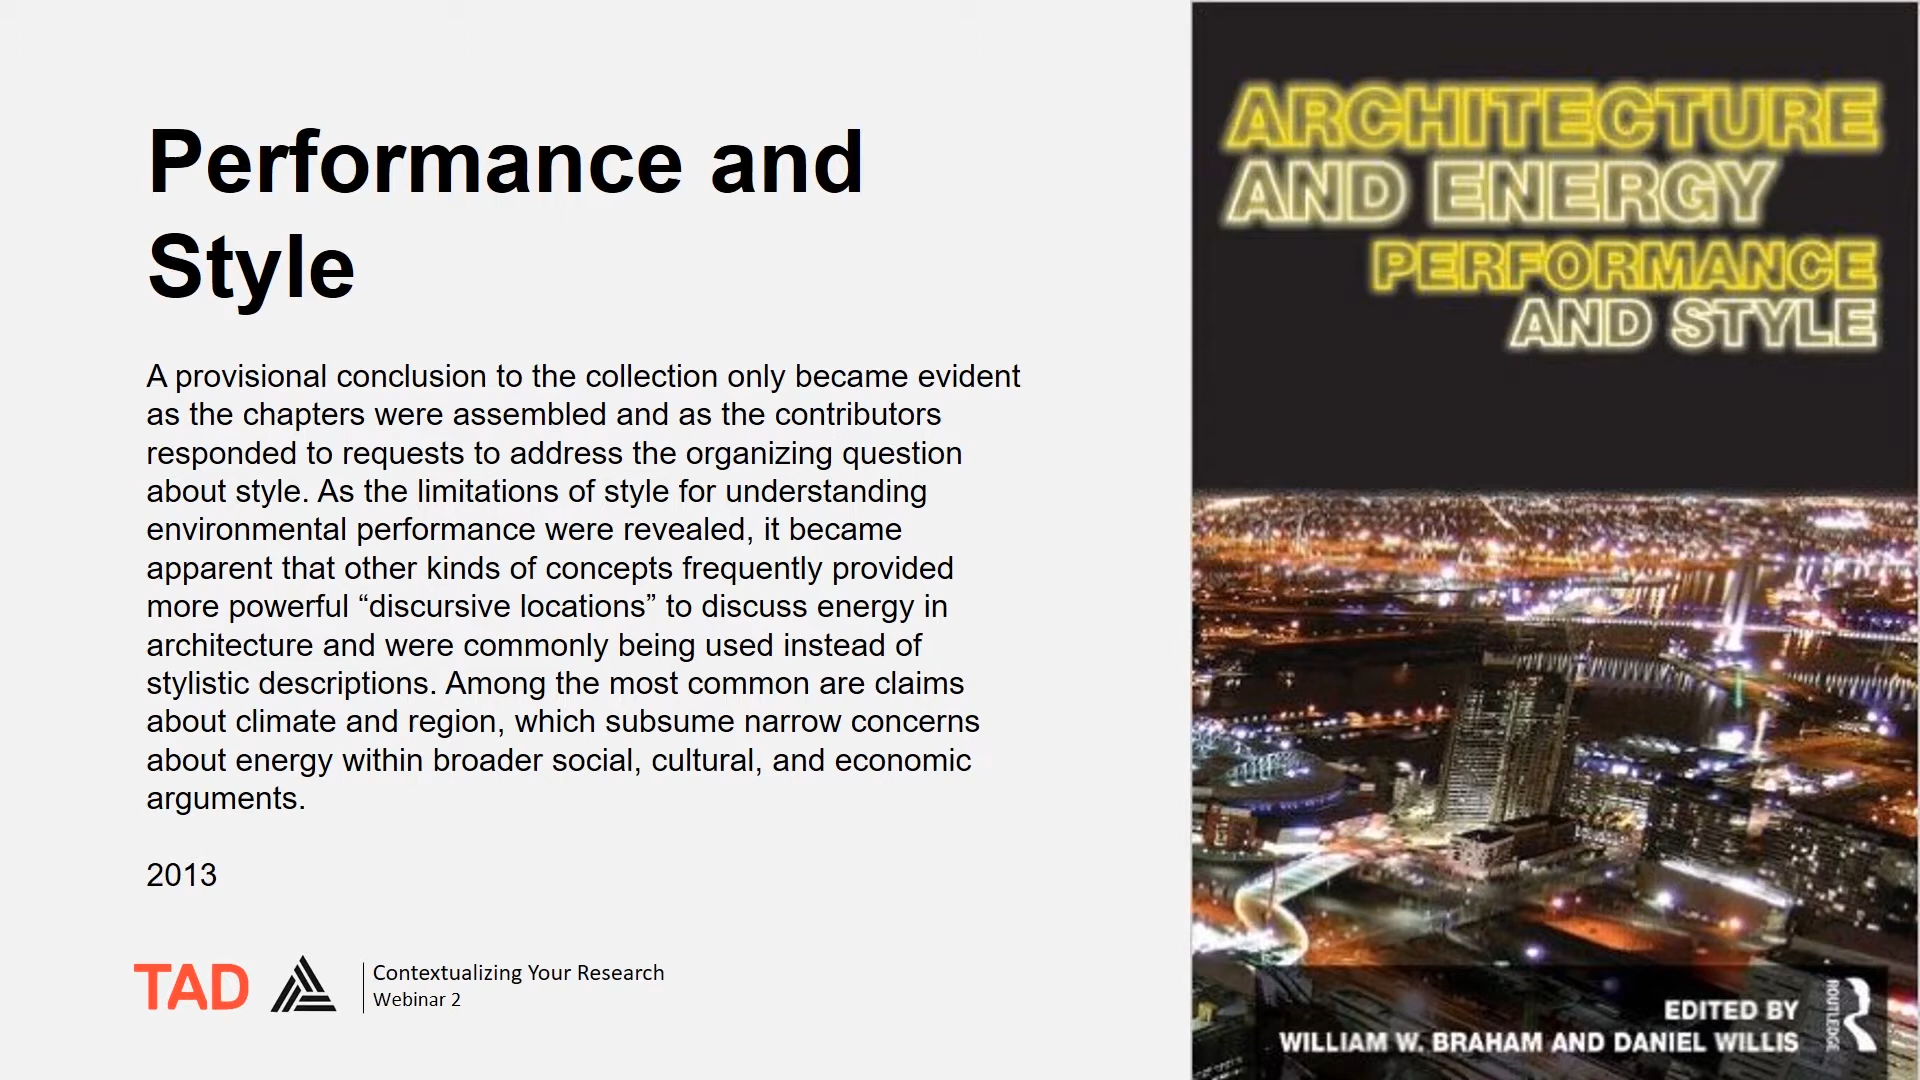 Performance and
Style
A provisional conclusion to the collection only became evident
as the chapters were assembled and as the contributors
responded to requests to address the organizing question
about style. As the limitations of style for understanding
environmental performance were revealed, it became
apparent that other kinds of concepts frequently provided
more powerful “discursive locations” to discuss energy in
architecture and were commonly being used instead of
stylistic descriptions. Among the most common are claims
about climate and region, which subsume narrow concerns
about energy within broader social, cultural, and economic
arguments.
2013
TAD
Contextualizing Your Research
Webinar 2
ARCHITECTURE
AND ENERGY
PERFORMANCE
AND STYLE
EDITED BY
WILLIAM W. BRAHAM AND DANIEL WILLIS
ROUTLEDGE